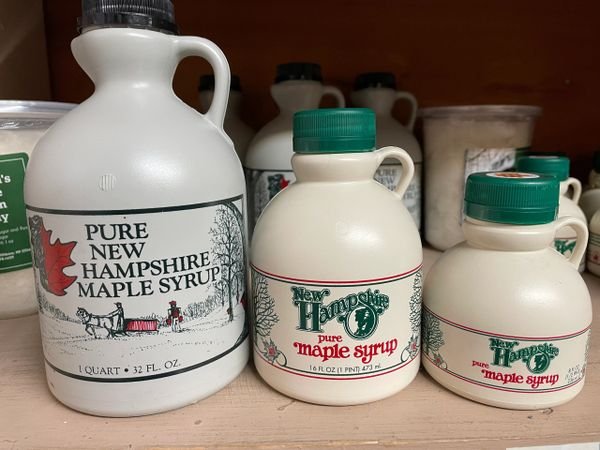 PURE
NEW
HAMPSHIRE
MAPLE SYRUP
1 QUART • 32 FL. OZ.
New
Hampshire
pure
maple syrup
16 FL OZ (1 PINT) 473 mL
New
Hampshire
pure
maple syrup
PURE